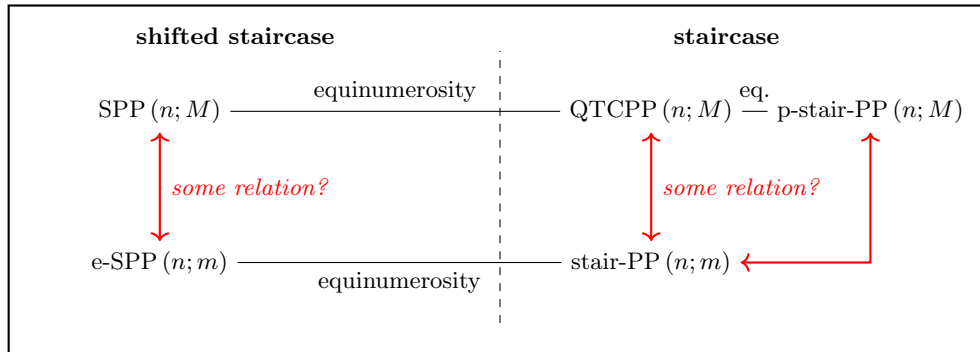 shifted staircase staircase
equinumerosity eq.
SPP (n; M) QTCPP (n; M) p-stair-PP (n; M)
some relation? some relation?
e-SPP (n; m) stair-PP (n; m)
equinumerosity